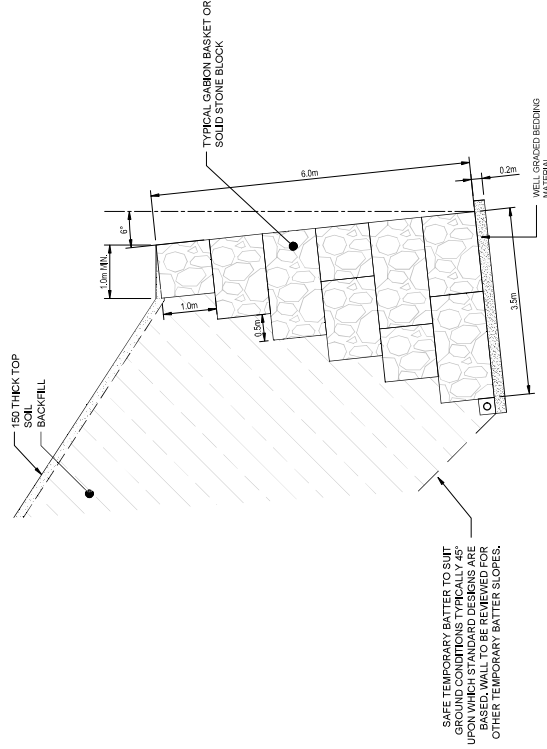 150 THICK TOP
SOIL
BACKFILL
1.0m MIN.
6°
TYPICAL GABION BASKET OR
SOLID STONE BLOCK
6.0m
1.0m
0.5m
0.2m
WELL GRADED BEDDING
MATERIAL
3.5m
SAFE TEMPORARY BATTER TO SUIT
GROUND CONDITIONS TYPICALLY 45°
UPON WHICH STANDARD DESIGNS ARE
BASED. WALL TO BE REVIEWED FOR
OTHER TEMPORARY BATTER SLOPES.